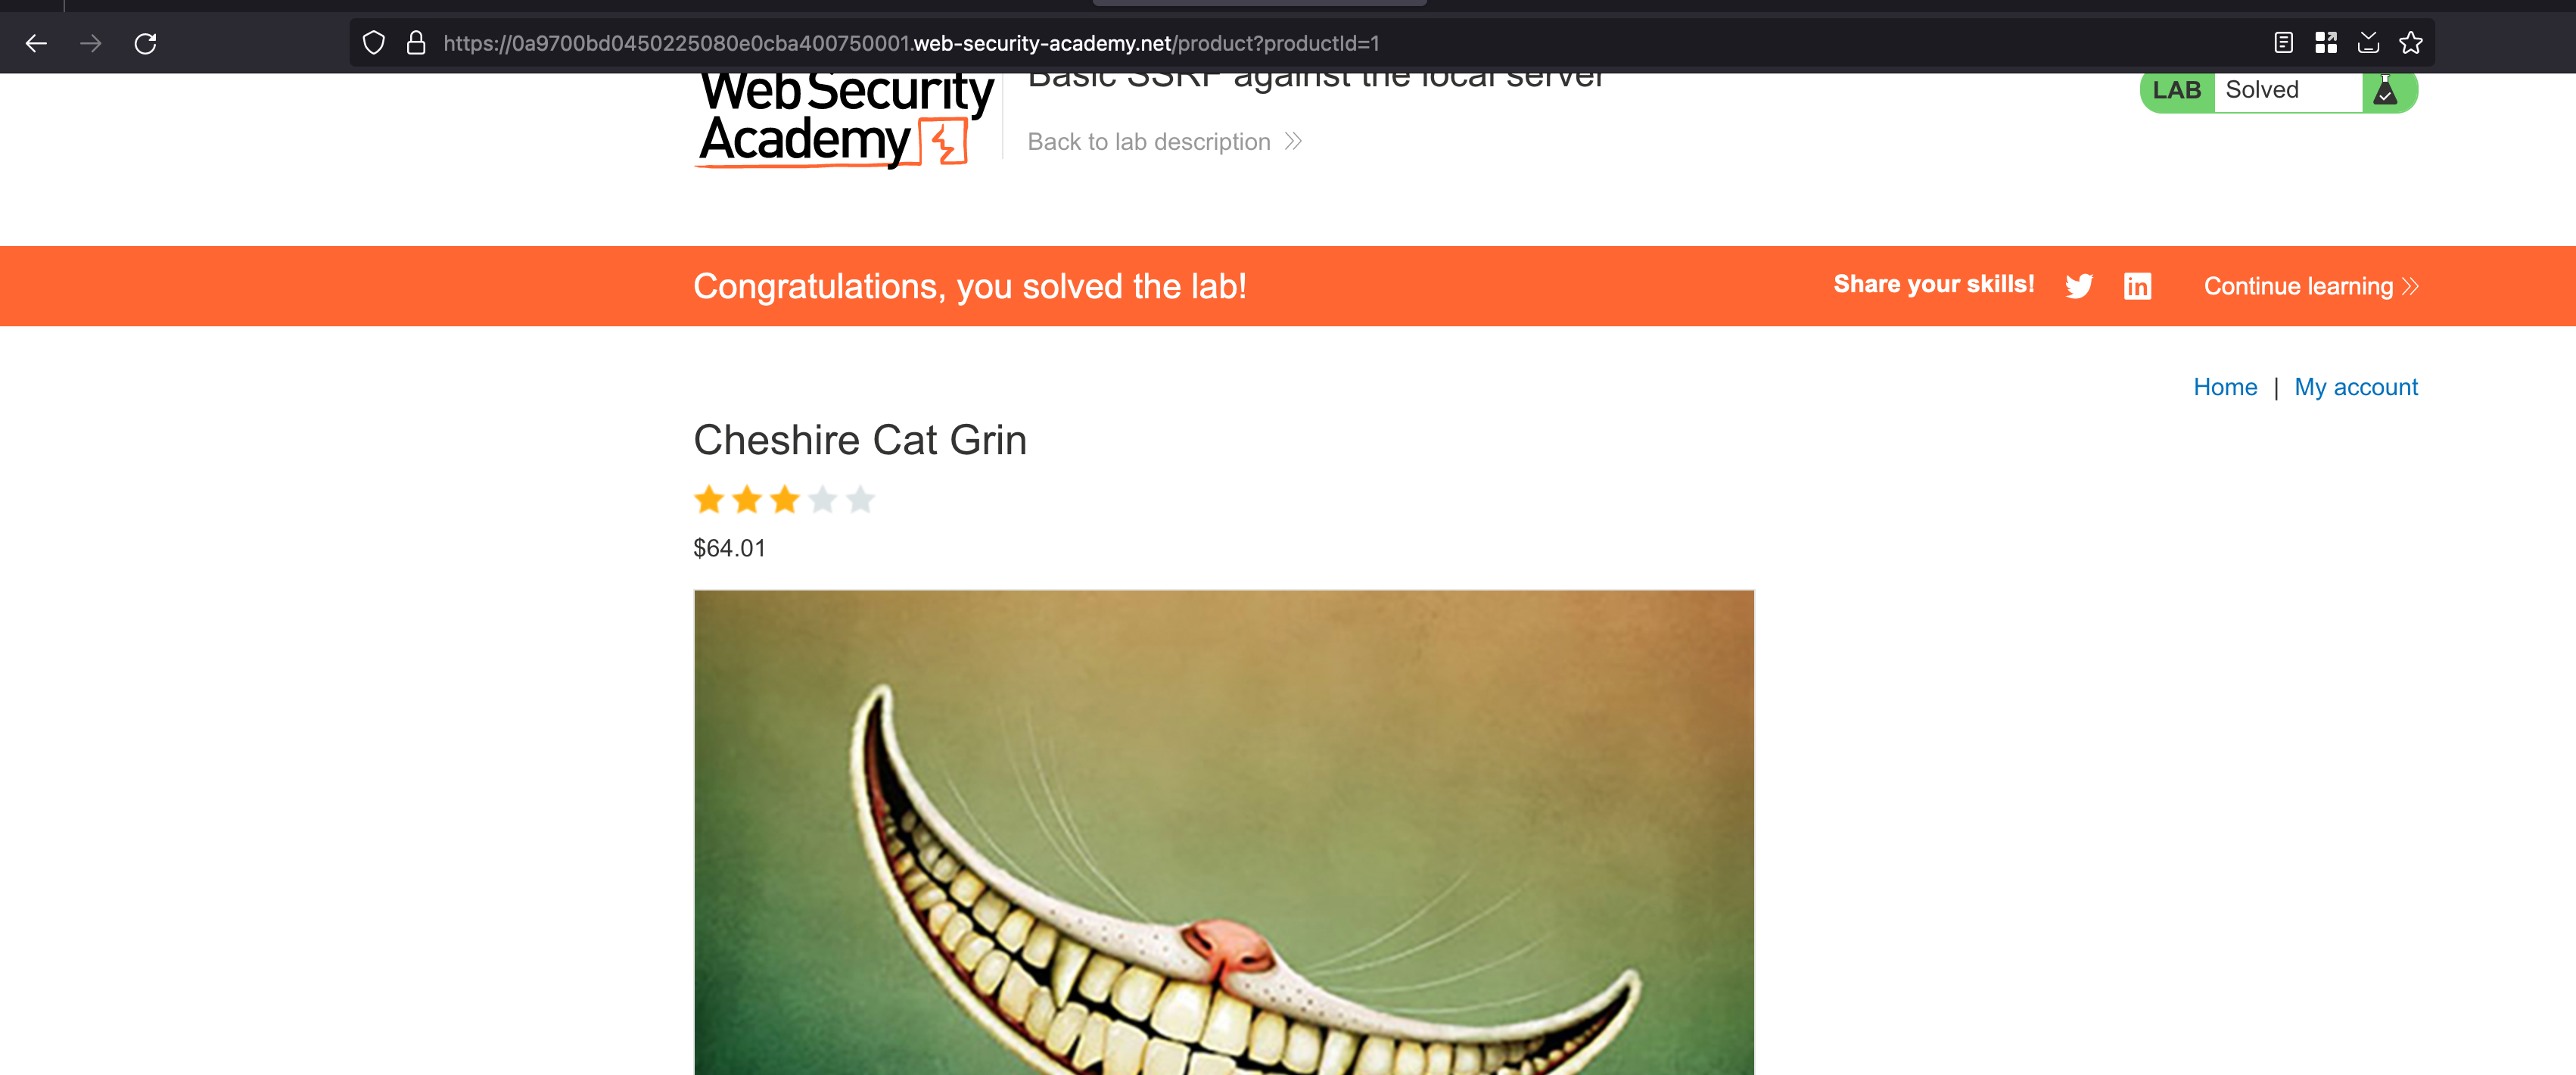 https://0a9700bd0450225080e0cba400750001.web-security-academy.net/product?productId=1
Web Security
Academy
Basic SSRF against the local server
Back to lab description
LAB Solved
Congratulations, you solved the lab!
Share your skills!
in
Continue learning
Home | My account
Cheshire Cat Grin
$64.01